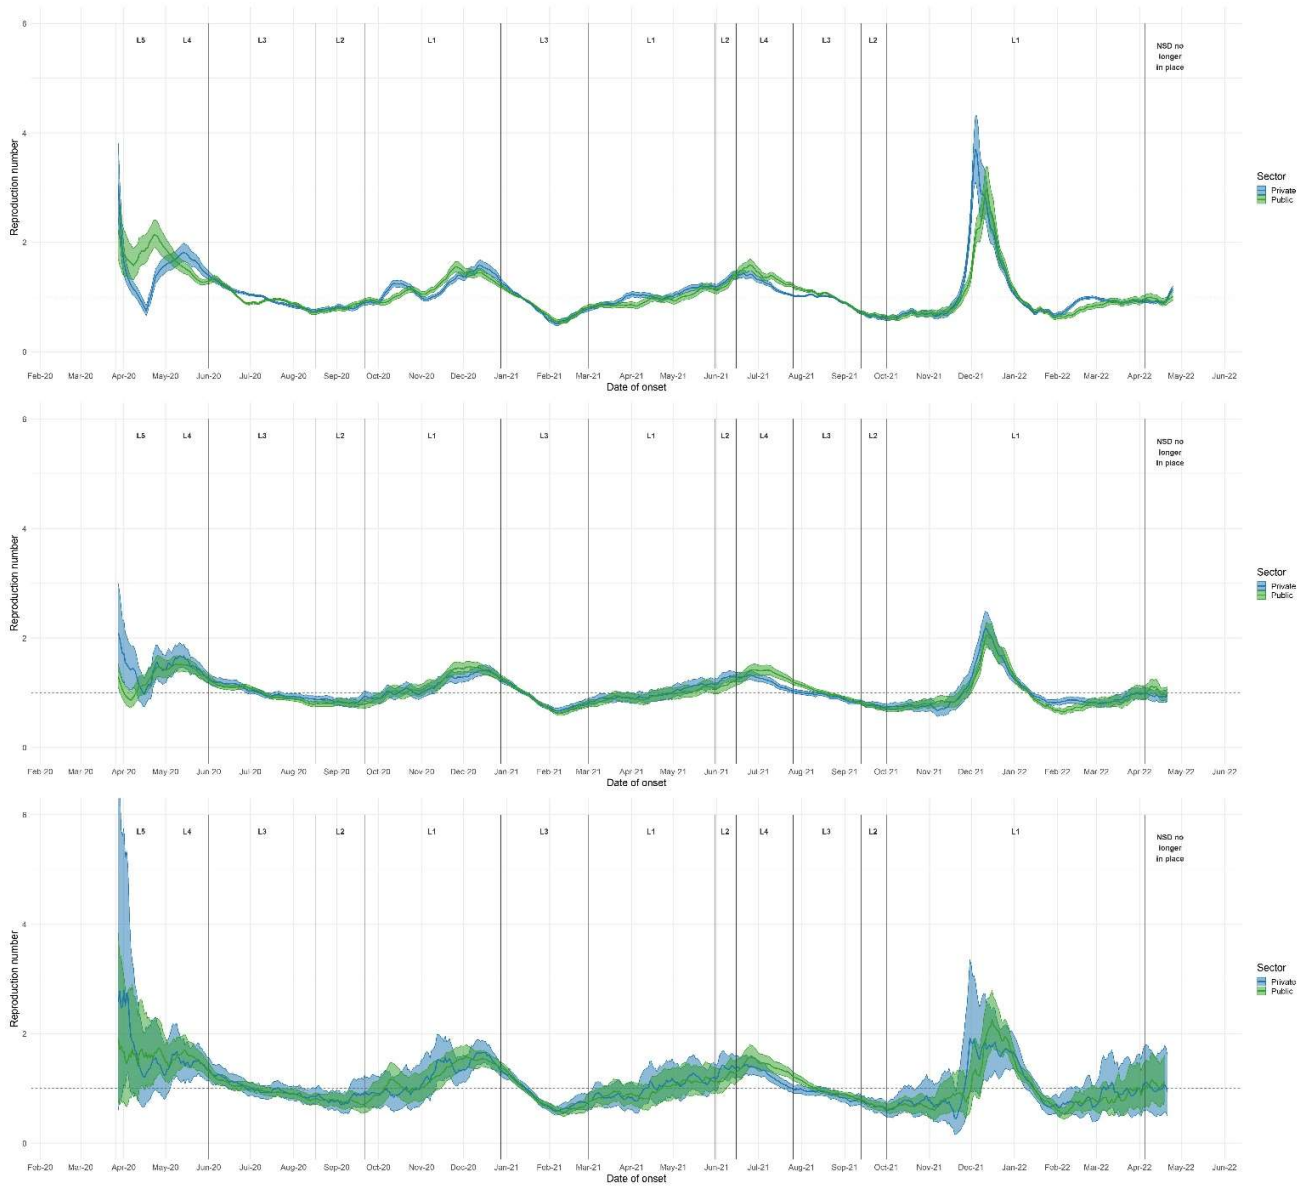 6
L5 L4 L3 L2 L1 L3 L1 L2 L4 L3 L2 L1 NSD no
longer
in place
4
2
0
Reproduction number
Sector
Private
Public
Feb-20 Mar-20 Apr-20 May-20 Jun-20 Jul-20 Aug-20 Sep-20 Oct-20 Nov-20 Dec-20 Jan-21 Feb-21 Mar-21 Apr-21 May-21 Jun-21 Jul-21 Aug-21 Sep-21 Oct-21 Nov-21 Dec-21 Jan-22 Feb-22 Mar-22 Apr-22 May-22 Jun-22
Date of onset
6
L5 L4 L3 L2 L1 L3 L1 L2 L4 L3 L2 L1 NSD no
longer
in place
4
2
0
Reproduction number
Sector
Private
Public
Feb-20 Mar-20 Apr-20 May-20 Jun-20 Jul-20 Aug-20 Sep-20 Oct-20 Nov-20 Dec-20 Jan-21 Feb-21 Mar-21 Apr-21 May-21 Jun-21 Jul-21 Aug-21 Sep-21 Oct-21 Nov-21 Dec-21 Jan-22 Feb-22 Mar-22 Apr-22 May-22 Jun-22
Date of onset
6
L5 L4 L3 L2 L1 L3 L1 L2 L4 L3 L2 L1 NSD no
longer
in place
4
2
0
Reproduction number
Sector
Private
Public
Feb-20 Mar-20 Apr-20 May-20 Jun-20 Jul-20 Aug-20 Sep-20 Oct-20 Nov-20 Dec-20 Jan-21 Feb-21 Mar-21 Apr-21 May-21 Jun-21 Jul-21 Aug-21 Sep-21 Oct-21 Nov-21 Dec-21 Jan-22 Feb-22 Mar-22 Apr-22 May-22 Jun-22
Date of onset